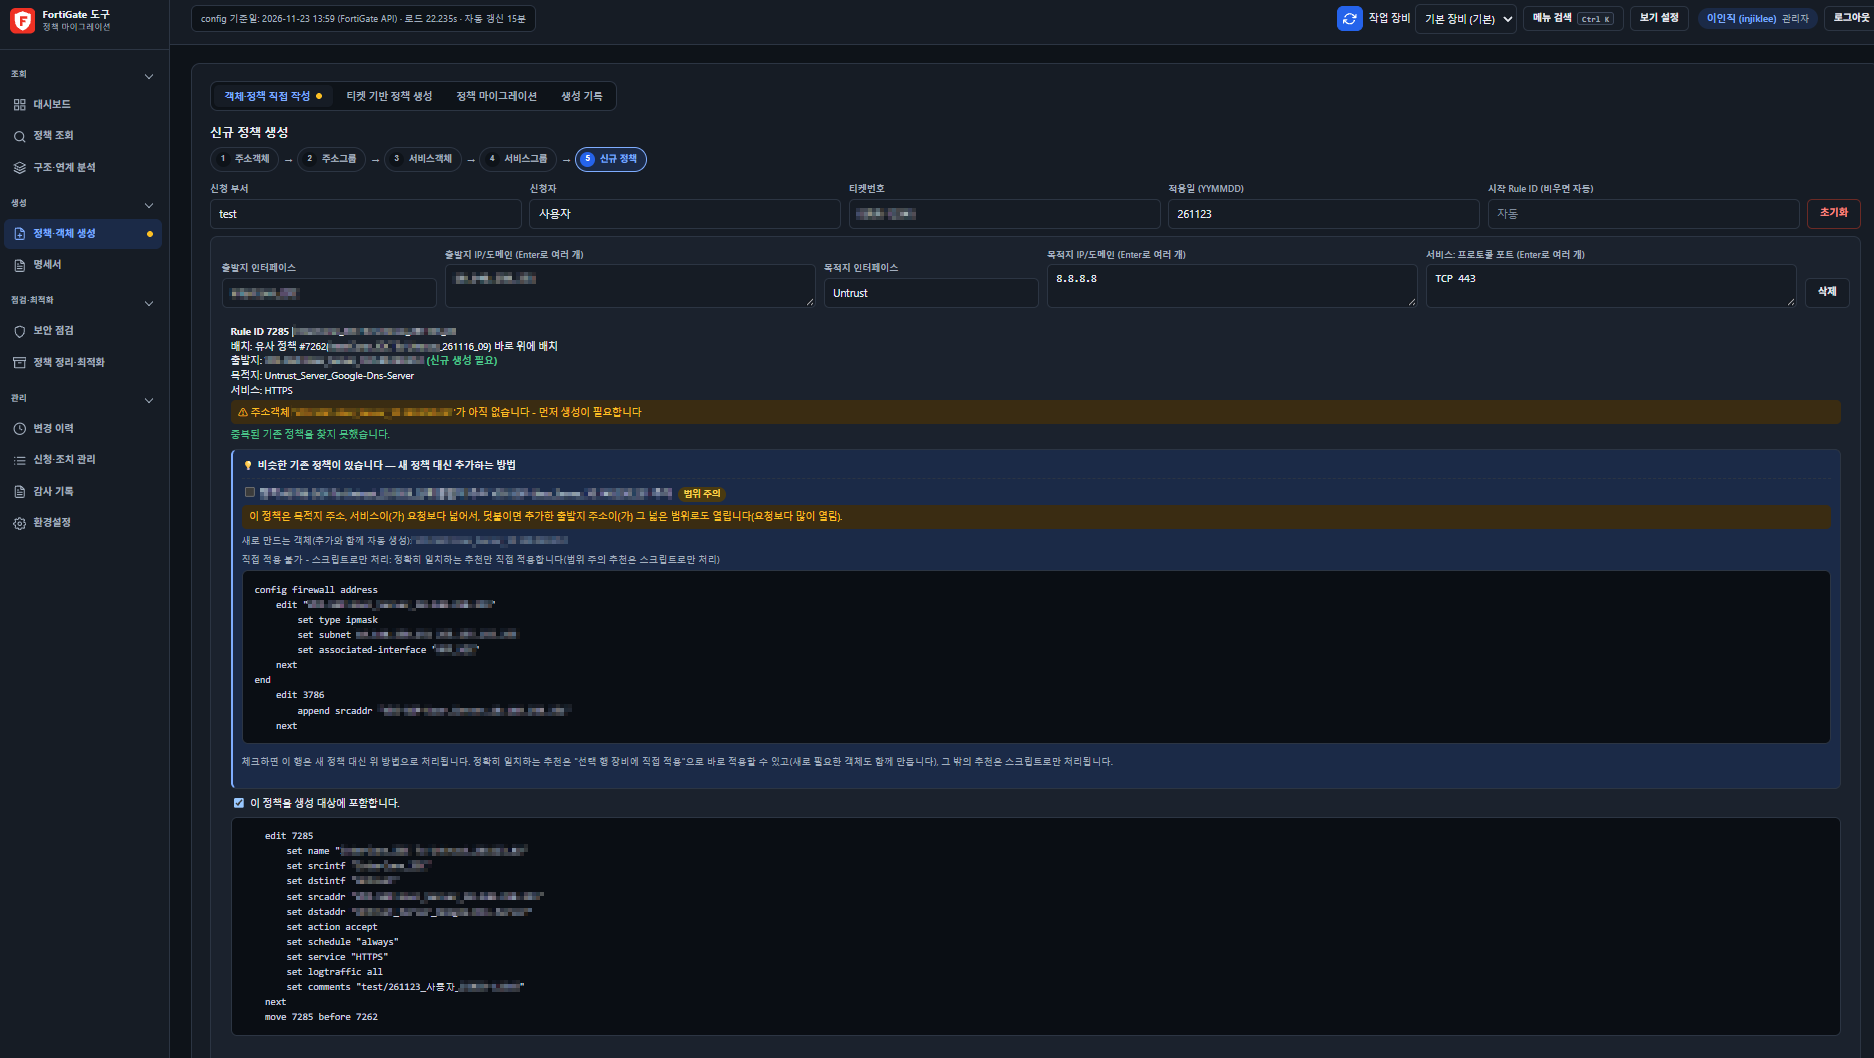 FortiGate 도구
정책 마이그레이션
config 기준일: 2026-11-23 13:59 (FortiGate API) · 로드 22.235s · 자동 갱신 15분
작업 장비
기본 장비 (기본)
메뉴 검색 Ctrl K
보기 설정
이인직 (injiklee) 관리자
로그아웃
조회
대시보드
정책 조회
구조·연계 분석
생성
정책·객체 생성
명세서
점검·최적화
보안 점검
정책 정리·최적화
관리
변경 이력
신청·조치 관리
감사 기록
환경설정
객체·정책 직접 작성
티켓 기반 정책 생성
정책 마이그레이션
생성 기록
신규 정책 생성
1 주소객체 → 2 주소그룹 → 3 서비스객체 → 4 서비스그룹 → 5 신규 정책
신청 부서
test
신청자
사용자
티켓번호
적용일 (YYMMDD)
261123
시작 Rule ID (비우면 자동)
자동
초기화
출발지 인터페이스
출발지 IP/도메인 (Enter로 여러 개)
목적지 인터페이스
Untrust
목적지 IP/도메인 (Enter로 여러 개)
8.8.8.8
서비스: 프로토콜 포트 (Enter로 여러 개)
TCP 443
삭제
Rule ID 7285 |
배치: 유사 정책 #7262( _261116_09) 바로 위에 배치
출발지: (신규 생성 필요)
목적지: Untrust_Server_Google-Dns-Server
서비스: HTTPS
⚠ 주소객체 '가 아직 없습니다 - 먼저 생성이 필요합니다
중복된 기존 정책을 찾지 못했습니다.
💡 비슷한 기존 정책이 있습니다 — 새 정책 대신 추가하는 방법
범위 주의
이 정책은 목적지 주소, 서비스이(가) 요청보다 넓어서, 덧붙이면 추가한 출발지 주소이(가) 그 넓은 범위로도 열립니다(요청보다 많이 열람).
새로 만드는 객체(추가와 함께 자동 생성):
직접 적용 불가 - 스크립트로만 처리: 정확히 일치하는 추천만 직접 적용합니다(범위 주의 추천은 스크립트로만 처리)
config firewall address
edit "
set type ipmask
set subnet
set associated-interface "
next
end
edit 3786
append srcaddr
next
체크하면 이 행은 새 정책 대신 위 방법으로 처리됩니다. 정확히 일치하는 추천은 "선택 행 장비에 직접 적용"으로 바로 적용할 수 있고(새로 필요한 객체도 함께 만듭니다), 그 밖의 추천은 스크립트로만 처리됩니다.
이 정책을 생성 대상에 포함합니다.
edit 7285
set name "
set srcintf "
set dstintf "
set srcaddr "
set dstaddr "
set action accept
set schedule "always"
set service "HTTPS"
set logtraffic all
set comments "test/261123_사용자_
next
move 7285 before 7262